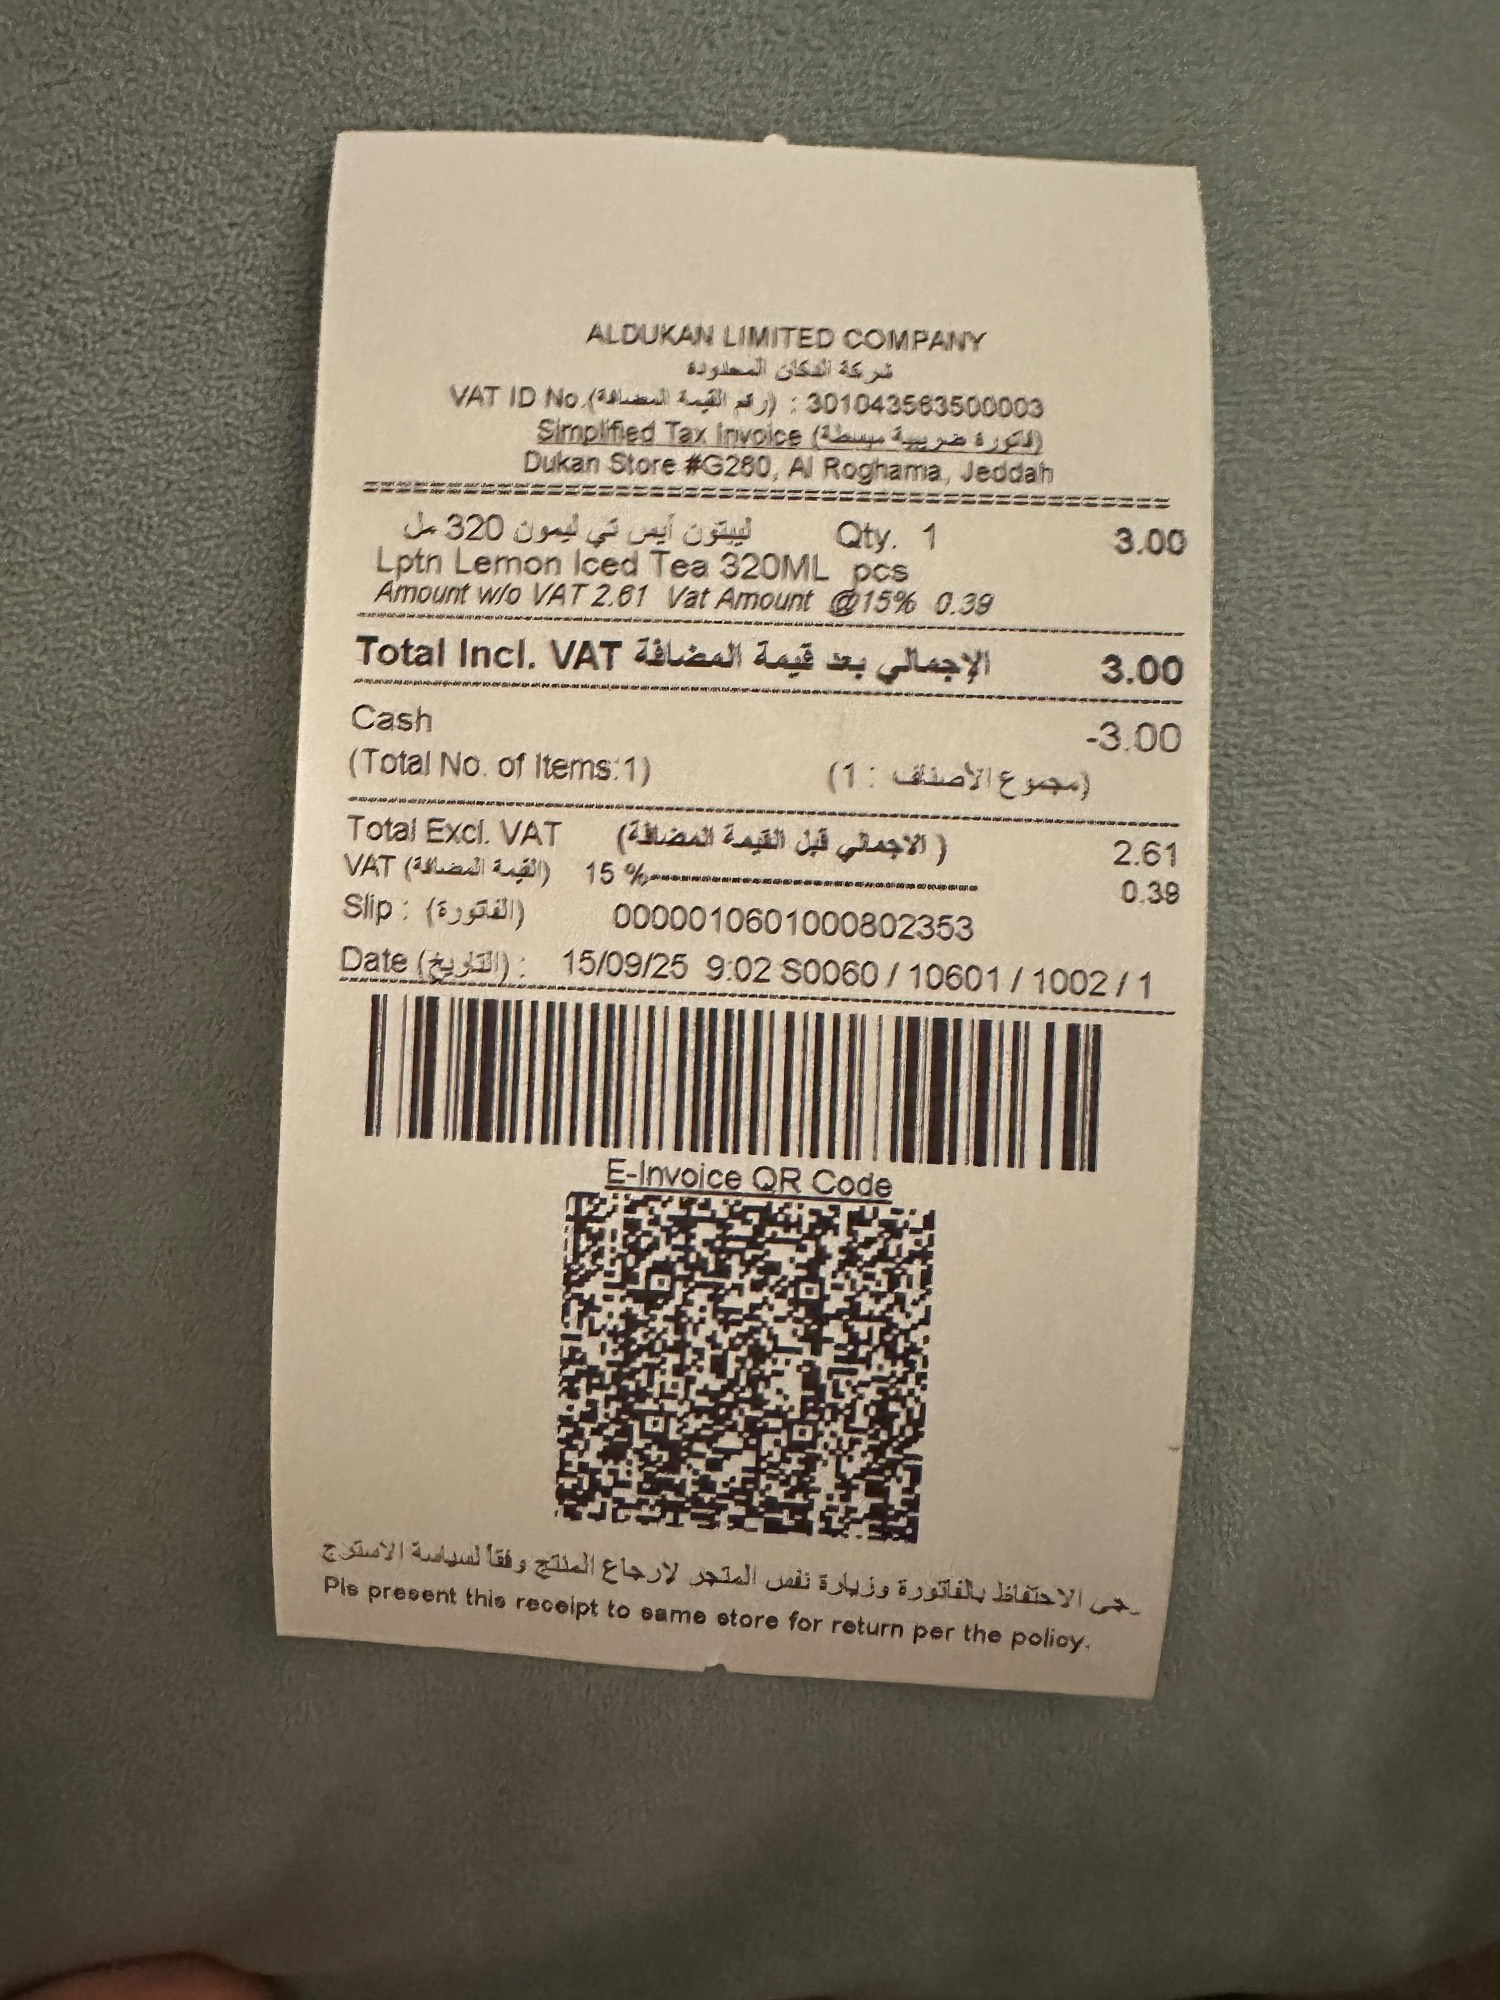 ALDUKAN LIMITED COMPANY
شركة الدكان المحدودة
VAT ID No.(رقم القيمة المضافة) : 301043563500003
Simplified Tax Invoice (فاتورة ضريبية مبسطة)
Dukan Store #G280, Al Roghama, Jeddah
ليبتون أيس تي ليمون 320 مل Qty. 1 3.00
Lptn Lemon Iced Tea 320ML pcs
Amount w/o VAT 2.61 Vat Amount @15% 0.39
Total Incl. VAT الإجمالي بعد قيمة المضافة 3.00
Cash -3.00
(Total No. of Items:1) (مجموع الأصناف : 1)
Total Excl. VAT (الاجمالي قبل القيمة المضافة) 2.61
VAT (القيمة المضافة) 15 % 0.39
Slip : (الفاتورة) 0000010601000802353
Date (التاريخ) : 15/09/25 9:02 S0060 / 10601 / 1002 / 1
E-Invoice QR Code
جى الاحتفاظ بالفاتورة وزيارة نفس المتجر لارجاع المنتج وفقاً لسياسة الاسترج
Pls present this receipt to same store for return per the policy.